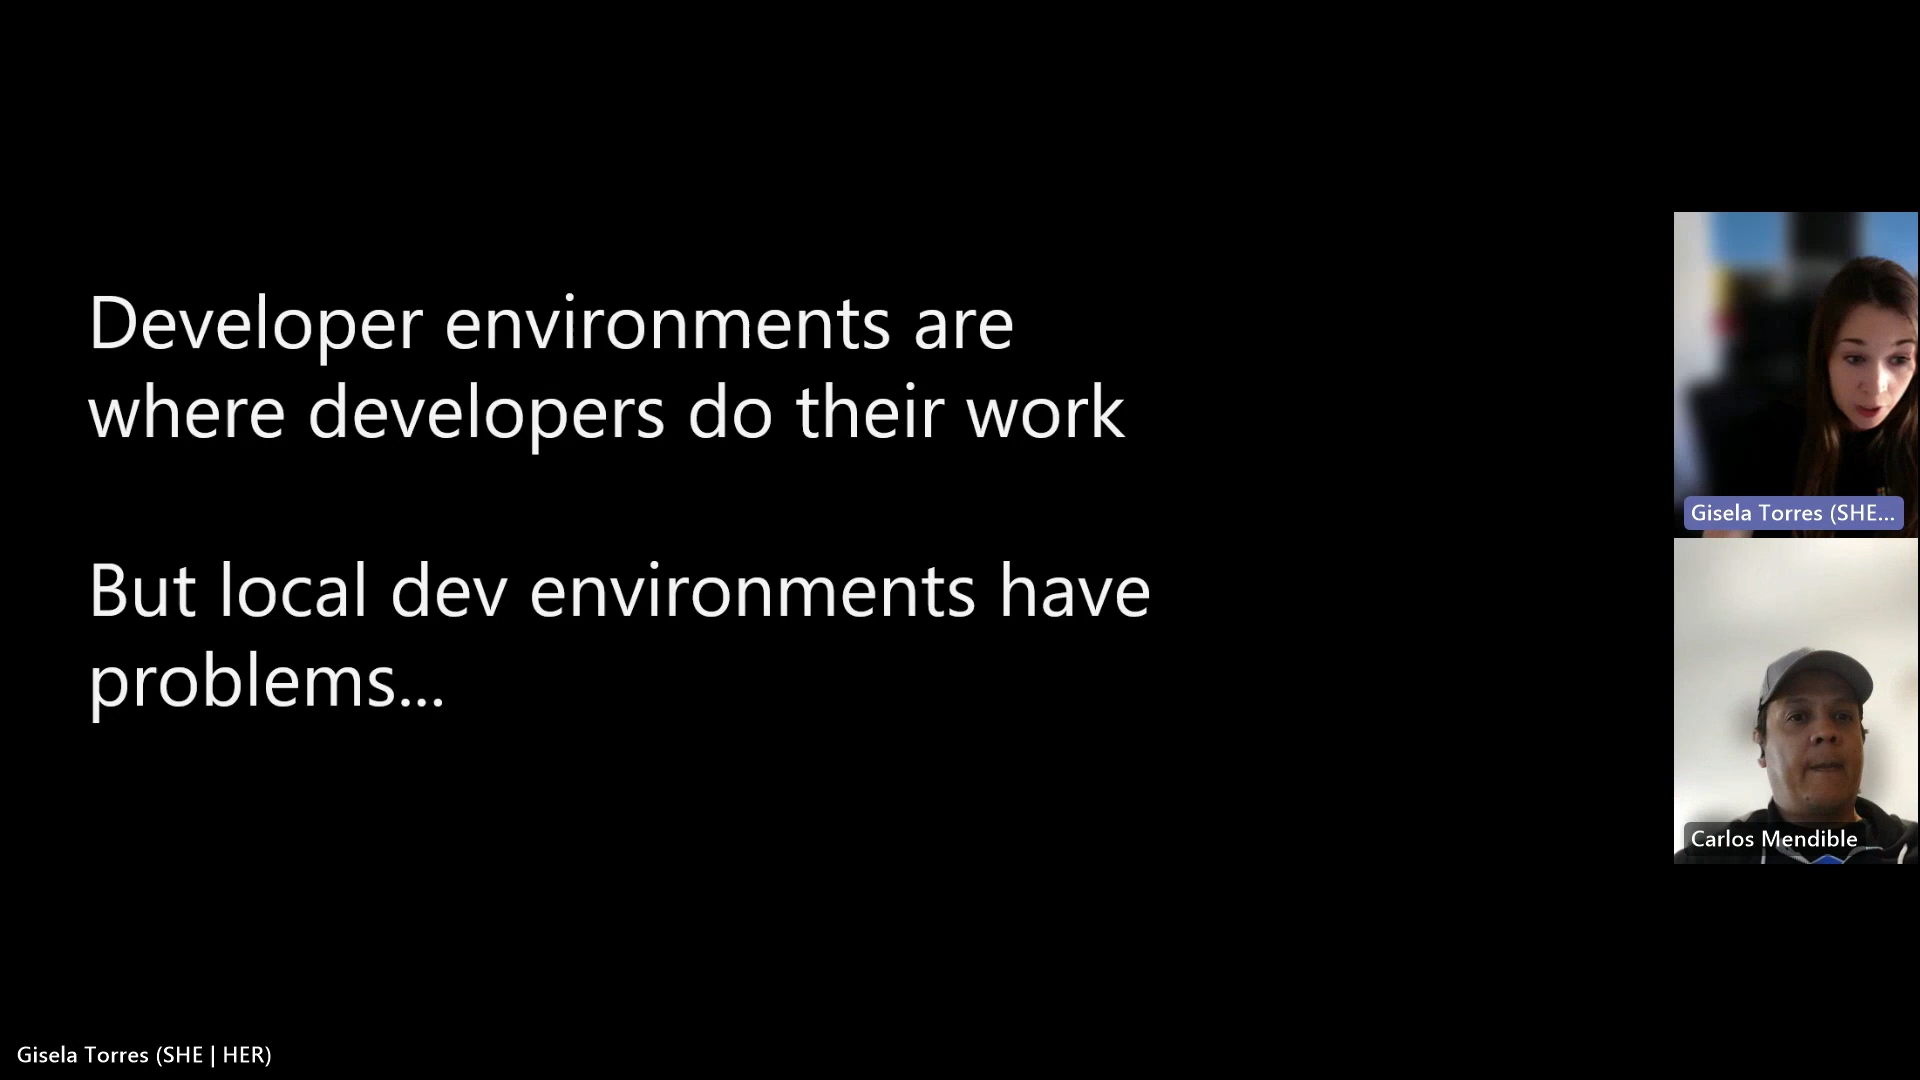 Developer environments are
where developers do their work
But local dev environments have
problems...
Gisela Torres (SHE...
Carlos Mendible
Gisela Torres (SHE | HER)